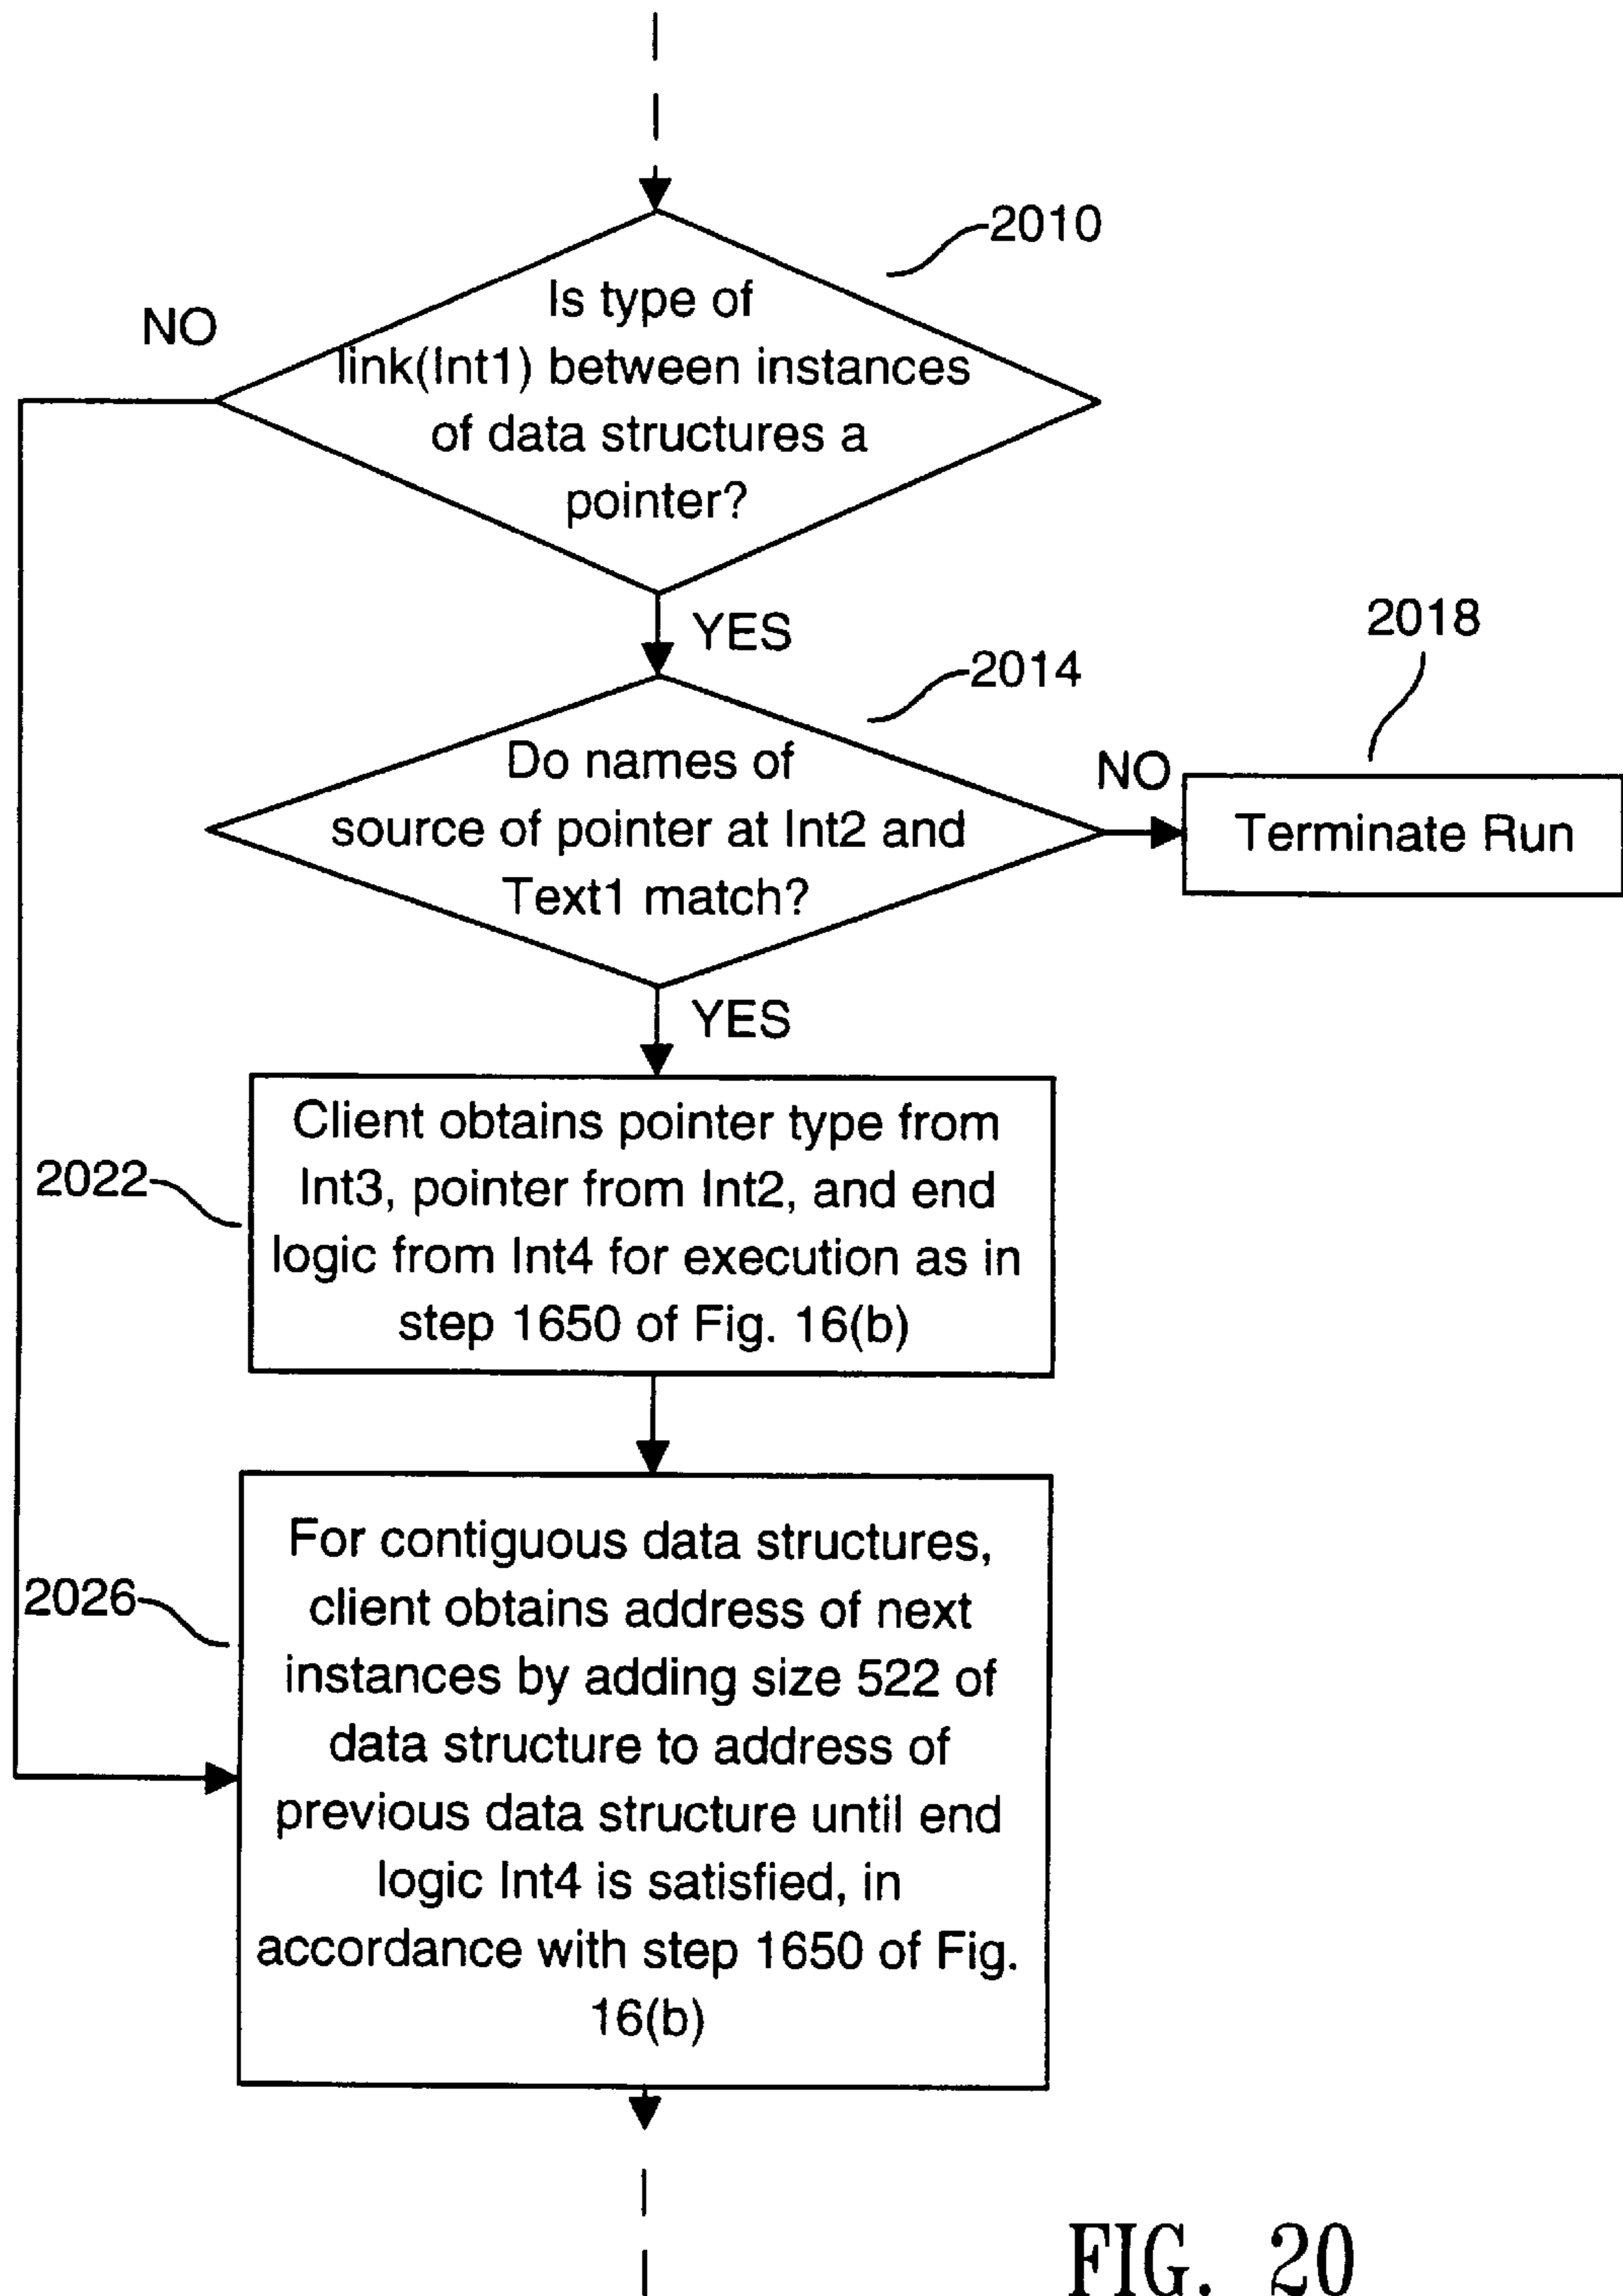 2010
NO
Is type of
link(Int1) between instances
of data structures a
pointer?
YES
2018
2014
Do names of
source of pointer at Int2 and
Text1 match?
NO
Terminate Run
YES
2022
Client obtains pointer type from
Int3, pointer from Int2, and end
logic from Int4 for execution as in
step 1650 of Fig. 16(b)
2026
For contiguous data structures,
client obtains address of next
instances by adding size 522 of
data structure to address of
previous data structure until end
logic Int4 is satisfied, in
accordance with step 1650 of Fig.
16(b)
FIG. 20